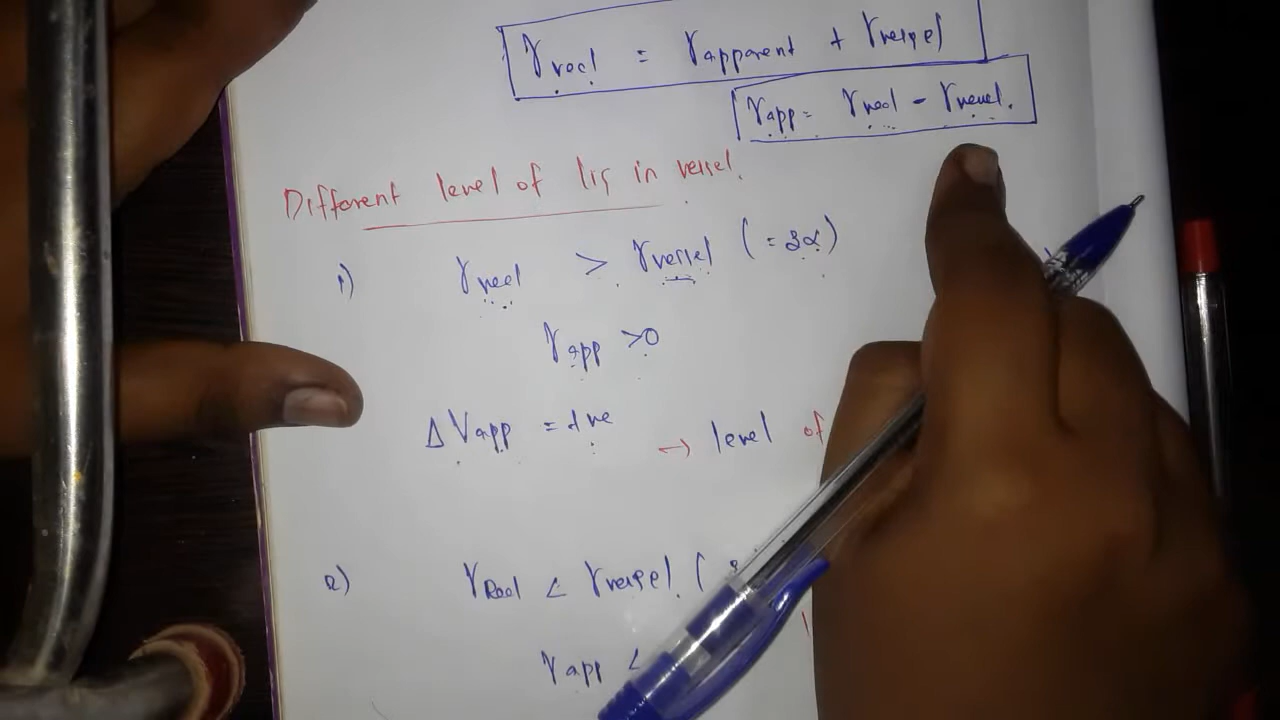 γreal = γapparent + γvessel
γapp = γreal - γvessel.
Different level of liq in vessel.
1) γreal > γvessel (= 3α)
γapp >0
ΔVapp = +ve → level of
2) γReal < γvessel (
γapp <